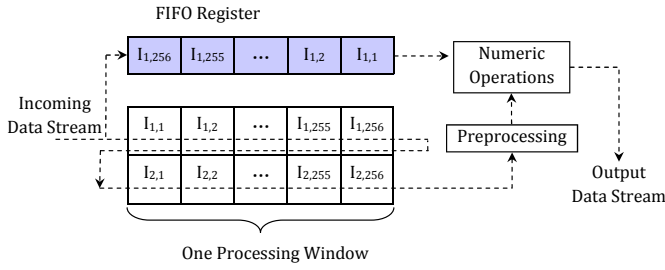 FIFO Register
I1,256 I1,255 ... I1,2 I1,1
Numeric
Operations
Incoming
Data Stream
I1,1 I1,2 ... I1,255 I1,256
Preprocessing
I2,1 I2,2 ... I2,255 I2,256
Output
Data Stream
One Processing Window